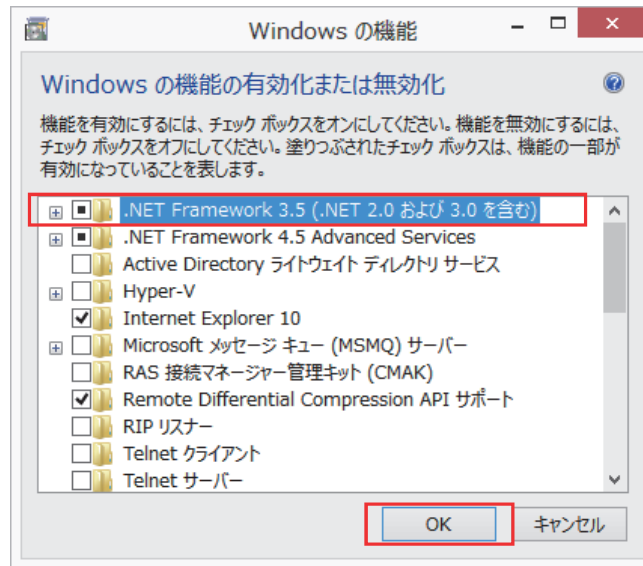 Windows の機能
Windows の機能の有効化または無効化
機能を有効にするには、チェック ボックスをオンにしてください。機能を無効にするには、
チェック ボックスをオフにしてください。塗りつぶされたチェック ボックスは、機能の一部が
有効になっていることを表します。
.NET Framework 3.5 (.NET 2.0 および 3.0 を含む)
.NET Framework 4.5 Advanced Services
Active Directory ライトウェイト ディレクトリ サービス
Hyper-V
Internet Explorer 10
Microsoft メッセージ キュー (MSMQ) サーバー
RAS 接続マネージャー管理キット (CMAK)
Remote Differential Compression API サポート
RIP リスナー
Telnet クライアント
Telnet サーバー
OK キャンセル